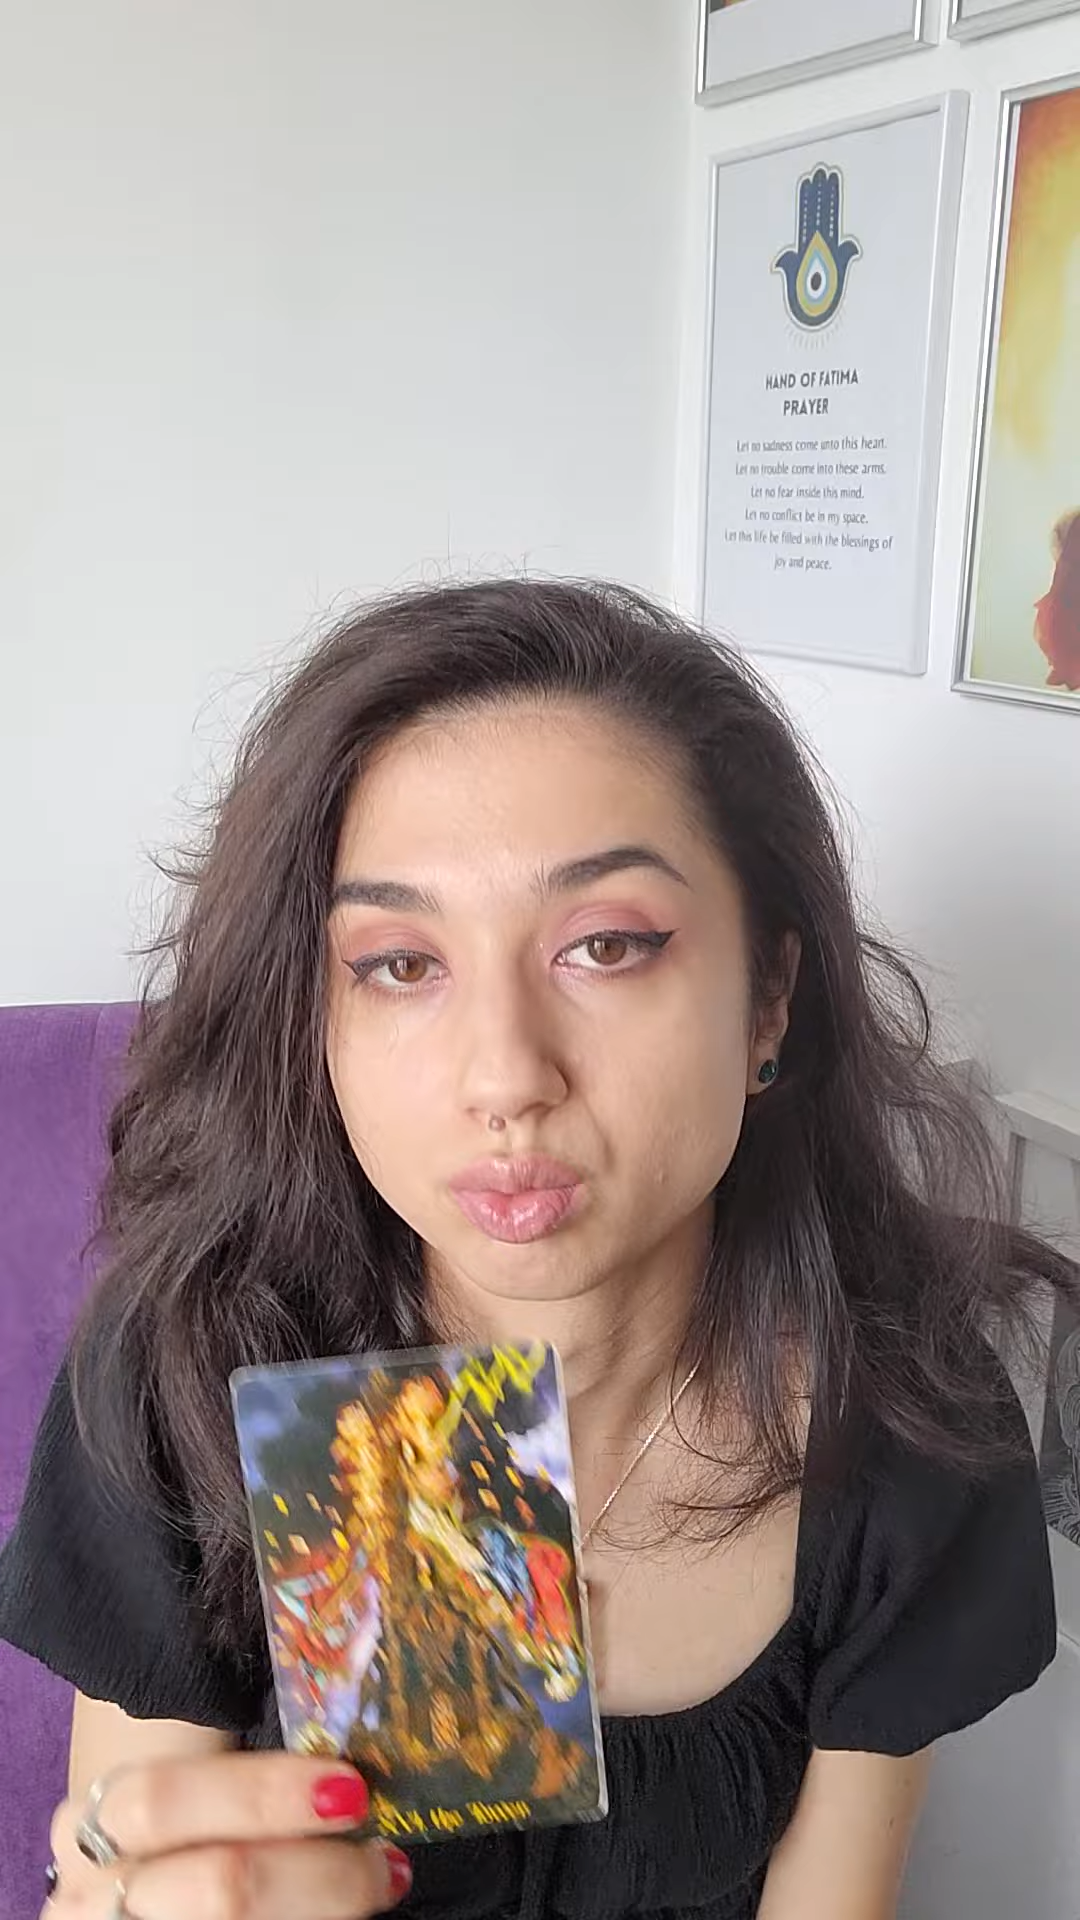 HAND OF FATIMA
PRAYER
Let no sadness come unto this heart.
Let no trouble come into these arms.
Let no fear inside this mind.
Let no conflict be in my space.
Let this life be filled with the blessings of
joy and peace.